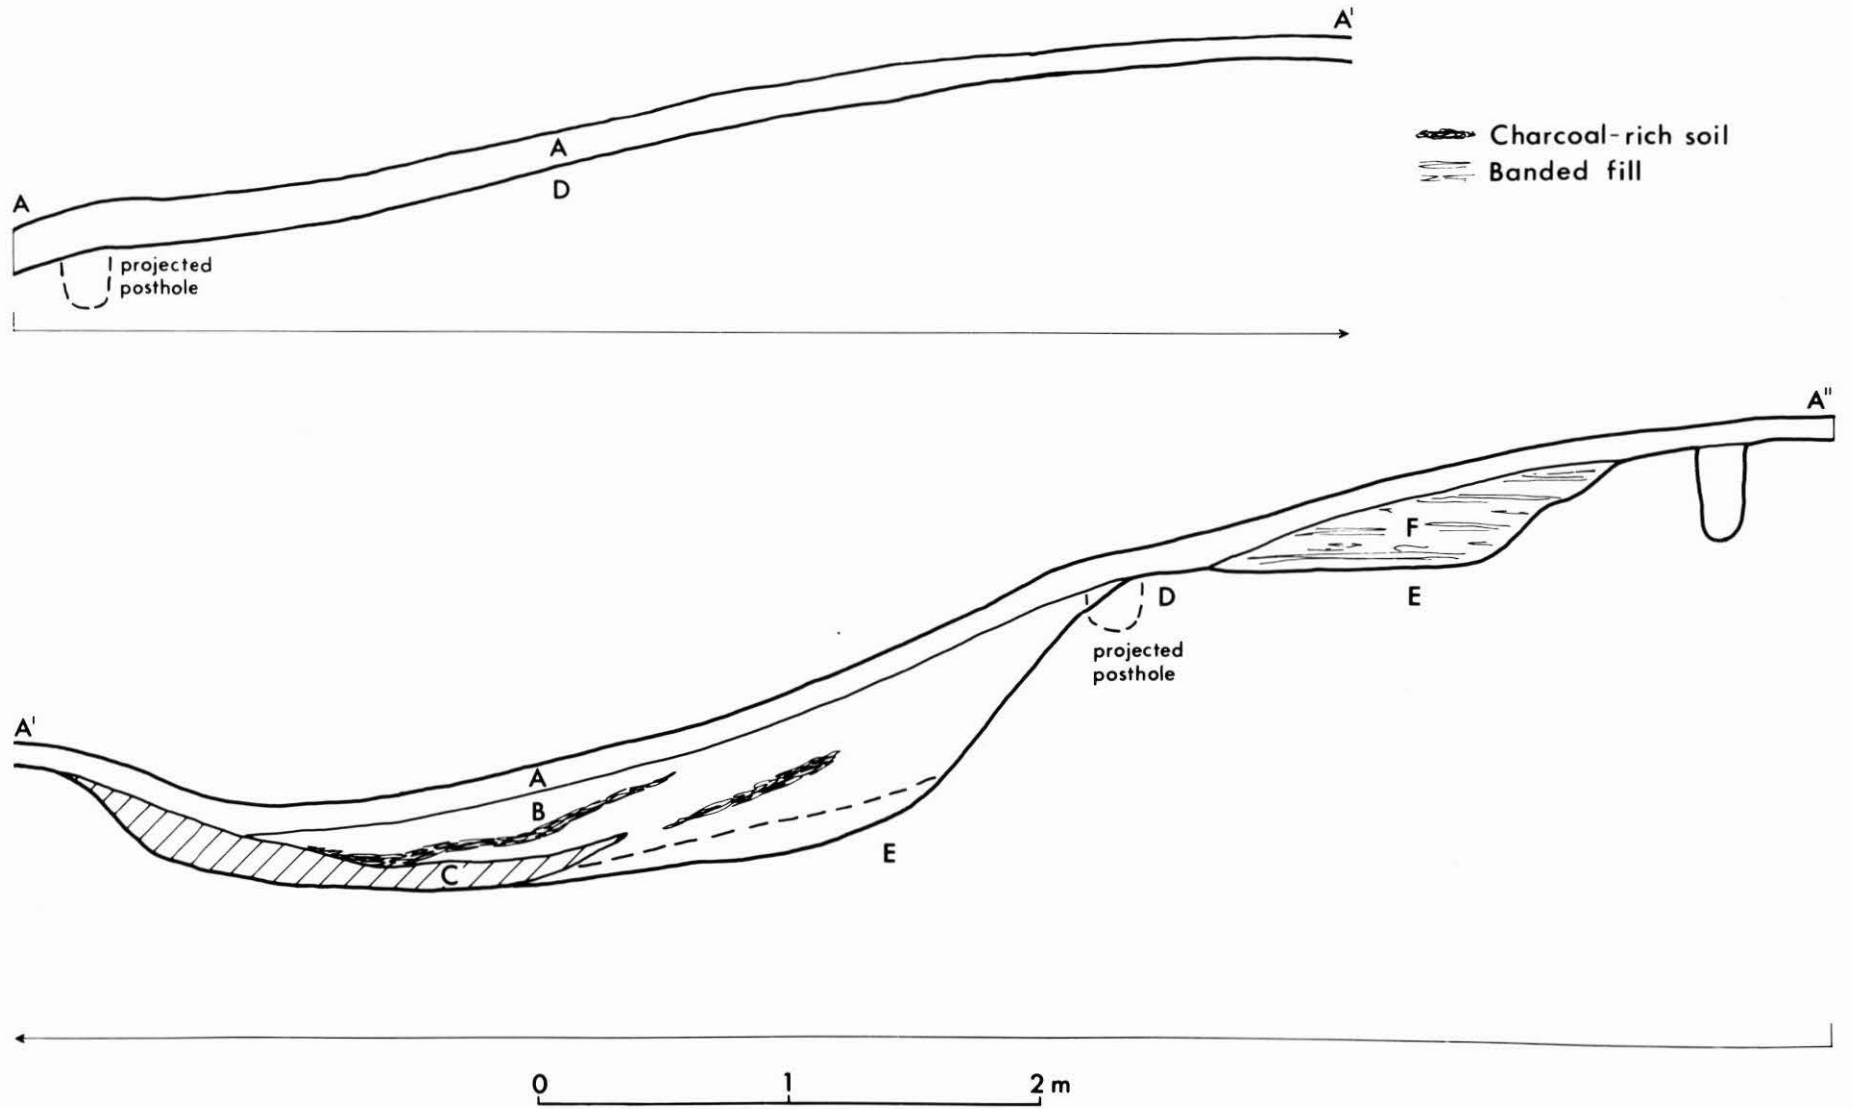 A'
Charcoal-rich soil
Banded fill
A
A
D
projected
posthole
A"
F
D
E
projected
posthole
A'
A
B
C
E
0 1 2 m